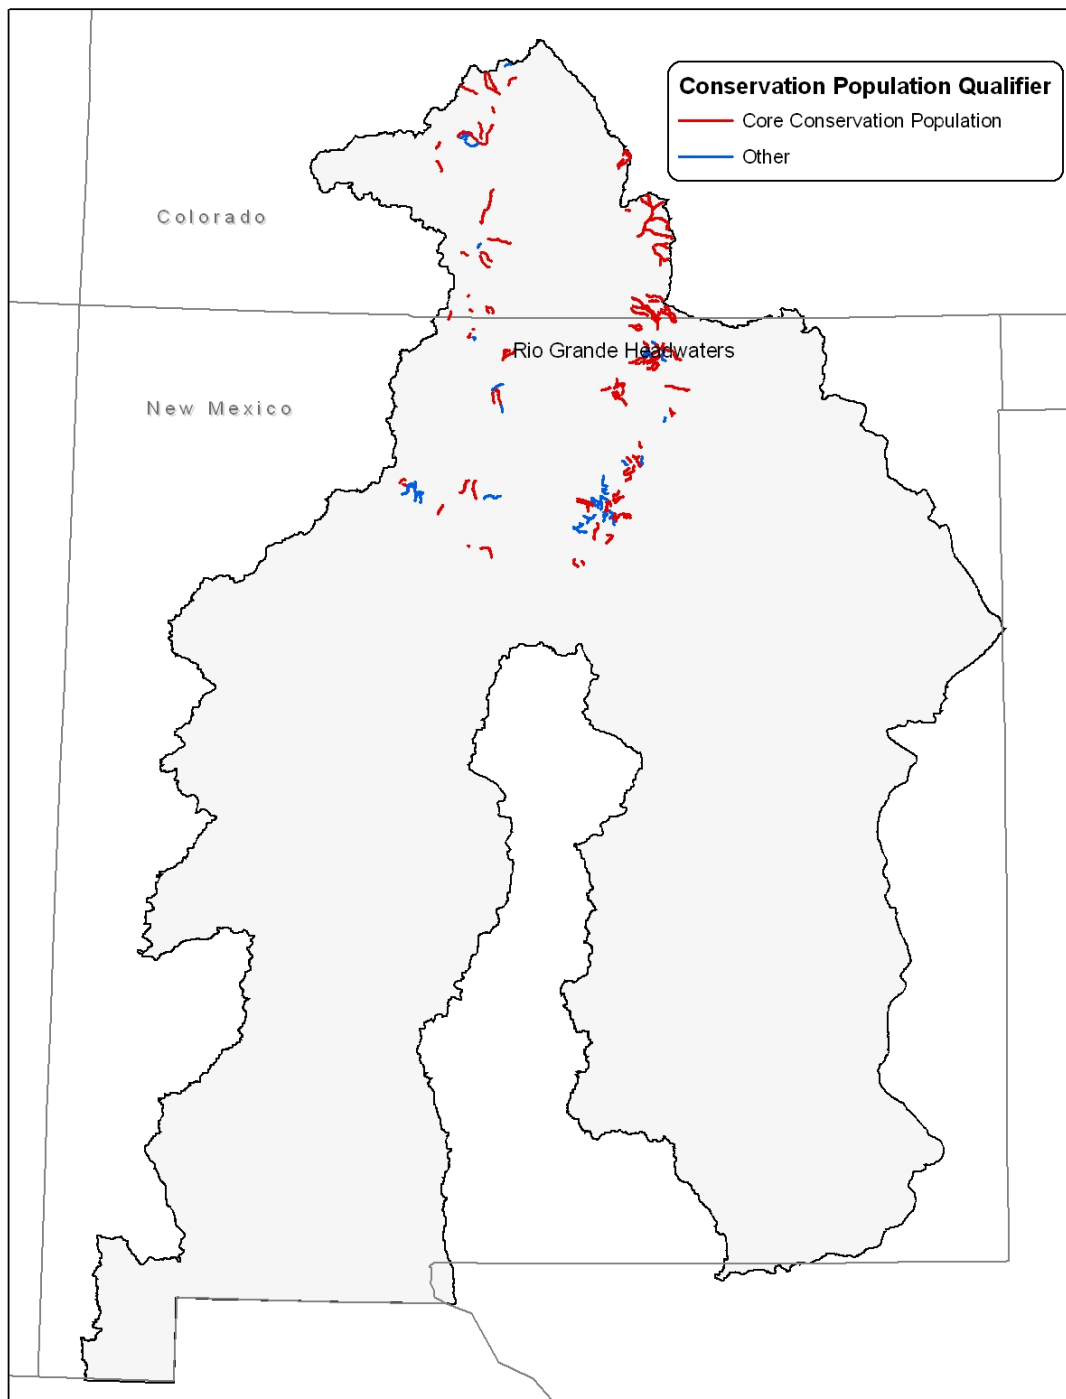 Conservation Population Qualifier
Core Conservation Population
Other
Colorado
Rio Grande Headwaters
New Mexico